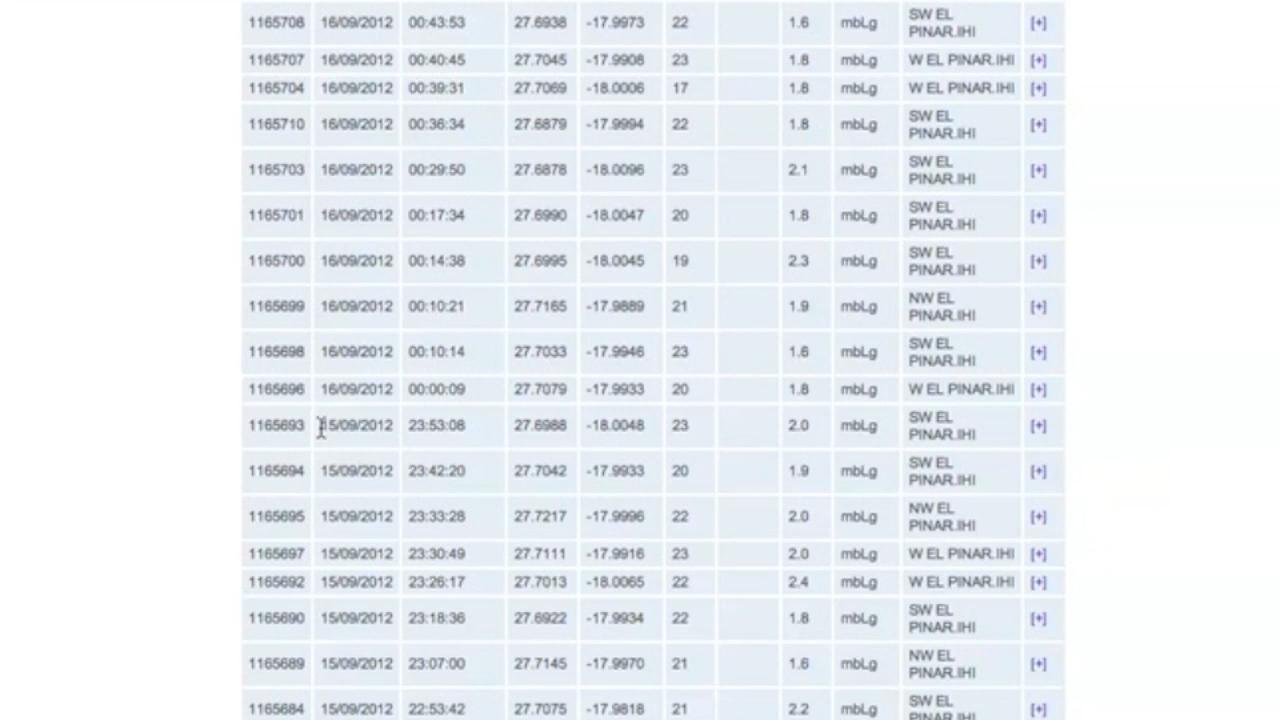 1165708 16/09/2012 00:43:53 27.6938 -17.9973 22 1.6 mbLg SW EL PINAR.IHI [+]
1165707 16/09/2012 00:40:45 27.7045 -17.9908 23 1.8 mbLg W EL PINAR.IHI [+]
1165704 16/09/2012 00:39:31 27.7069 -18.0006 17 1.8 mbLg W EL PINAR.IHI [+]
1165710 16/09/2012 00:36:34 27.6879 -17.9994 22 1.8 mbLg SW EL PINAR.IHI [+]
1165703 16/09/2012 00:29:50 27.6878 -18.0096 23 2.1 mbLg SW EL PINAR.IHI [+]
1165701 16/09/2012 00:17:34 27.6990 -18.0047 20 1.8 mbLg SW EL PINAR.IHI [+]
1165700 16/09/2012 00:14:38 27.6995 -18.0045 19 2.3 mbLg SW EL PINAR.IHI [+]
1165699 16/09/2012 00:10:21 27.7165 -17.9889 21 1.9 mbLg NW EL PINAR.IHI [+]
1165698 16/09/2012 00:10:14 27.7033 -17.9946 23 1.6 mbLg SW EL PINAR.IHI [+]
1165696 16/09/2012 00:00:09 27.7079 -17.9933 20 1.8 mbLg W EL PINAR.IHI [+]
1165693 15/09/2012 23:53:08 27.6988 -18.0048 23 2.0 mbLg SW EL PINAR.IHI [+]
1165694 15/09/2012 23:42:20 27.7042 -17.9933 20 1.9 mbLg SW EL PINAR.IHI [+]
1165695 15/09/2012 23:33:28 27.7217 -17.9996 22 2.0 mbLg NW EL PINAR.IHI [+]
1165697 15/09/2012 23:30:49 27.7111 -17.9916 23 2.0 mbLg W EL PINAR.IHI [+]
1165692 15/09/2012 23:26:17 27.7013 -18.0065 22 2.4 mbLg W EL PINAR.IHI [+]
1165690 15/09/2012 23:18:36 27.6922 -17.9934 22 1.8 mbLg SW EL PINAR.IHI [+]
1165689 15/09/2012 23:07:00 27.7145 -17.9970 21 1.6 mbLg NW EL PINAR.IHI [+]
1165684 15/09/2012 22:53:42 27.7075 -17.9818 21 2.2 mbLg SW EL PINAR.IHI [+]